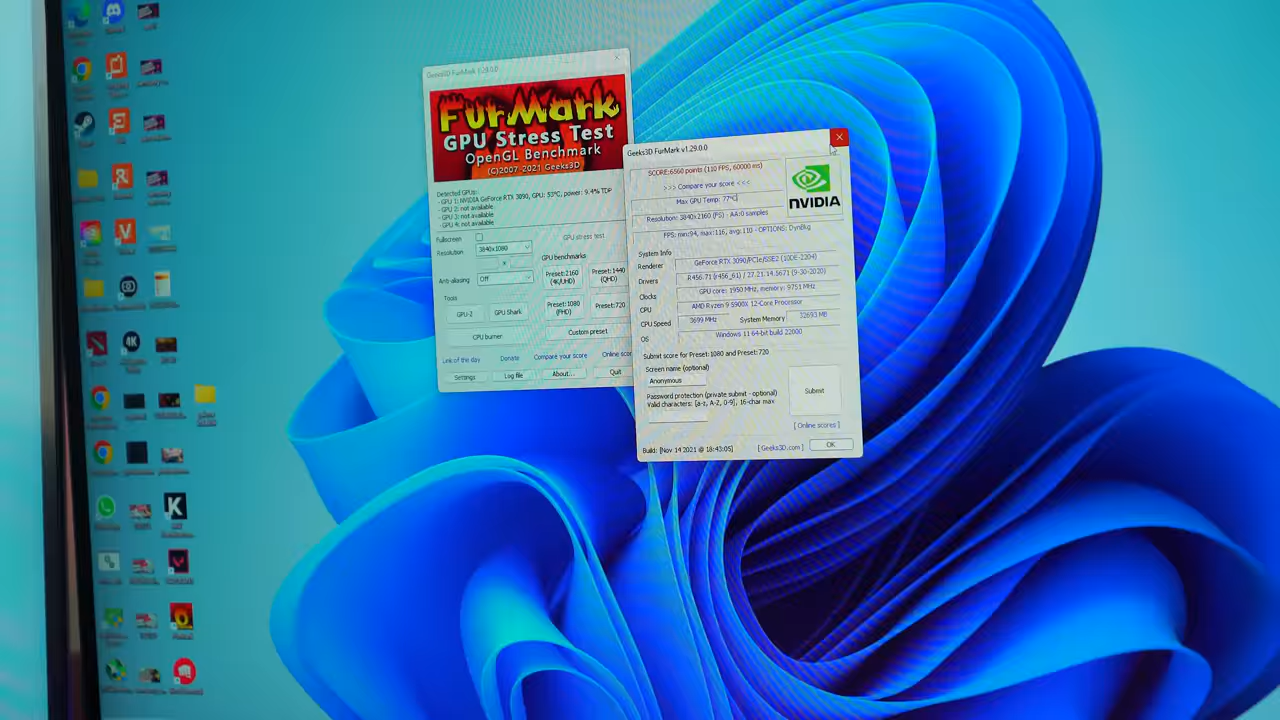 Geeks3D FurMark v1.29.0.0
FurMark
GPU Stress Test
OpenGL Benchmark
(C)2007-2021 Geeks3D
Detected GPUs:
- GPU 1: NVIDIA GeForce RTX 3090, GPU: 53°C, power: 9.4% TDP
- GPU 2: not available
- GPU 3: not available
- GPU 4: not available
Fullscreen
GPU stress test
Resolution
3840x1080
x
GPU benchmarks
Anti-aliasing
Off
Preset:2160
(4K/UHD)
Preset:1440
(QHD)
Tools
GPU-Z
GPU Shark
Preset:1080
(FHD)
Preset:720
CPU burner
Custom preset
Link of the day
Donate
Compare your score
Online scor
Settings
Log file
About...
Quit
Geeks3D FurMark v1.29.0.0
SCORE:6560 points (110 FPS, 60000 ms)
>>> Compare your score <<<
Max GPU Temp: 77°C
Resolution: 3840x2160 (FS) - AA:0 samples
FPS: min:94, max:116, avg:110 - OPTIONS: DynBkg
NVIDIA
System Info
Renderer
GeForce RTX 3090/PCIe/SSE2 (10DE-2204)
Drivers
R456.71 (r456_61) / 27.21.14.5671 (9-30-2020)
Clocks
GPU core: 1950 MHz, memory: 9751 MHz
CPU
AMD Ryzen 9 5900X 12-Core Processor
CPU Speed
3699 MHz
System Memory
32693 MB
OS
Windows 11 64-bit build 22000
Submit score for Preset:1080 and Preset:720
Screen name (optional)
Anonymous
Password protection (private submit - optional)
Valid characters: [a-z, A-Z, 0-9], 16-char max
Submit
[ Online scores ]
Build: [Nov 14 2021 @ 18:43:05]
[ Geeks3D.com ]
OK